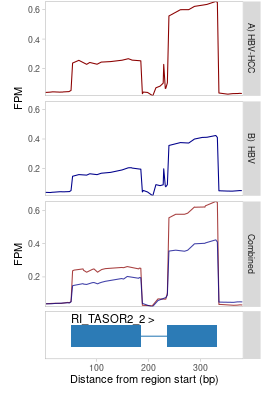 0.6
0.4
0.2
FPM
A) HBV-HCC
0.6
0.4
0.2
B) HBV
0.6
0.4
0.2
FPM
Combined
RI_TASOR2_2 >
100 200 300
Distance from region start (bp)